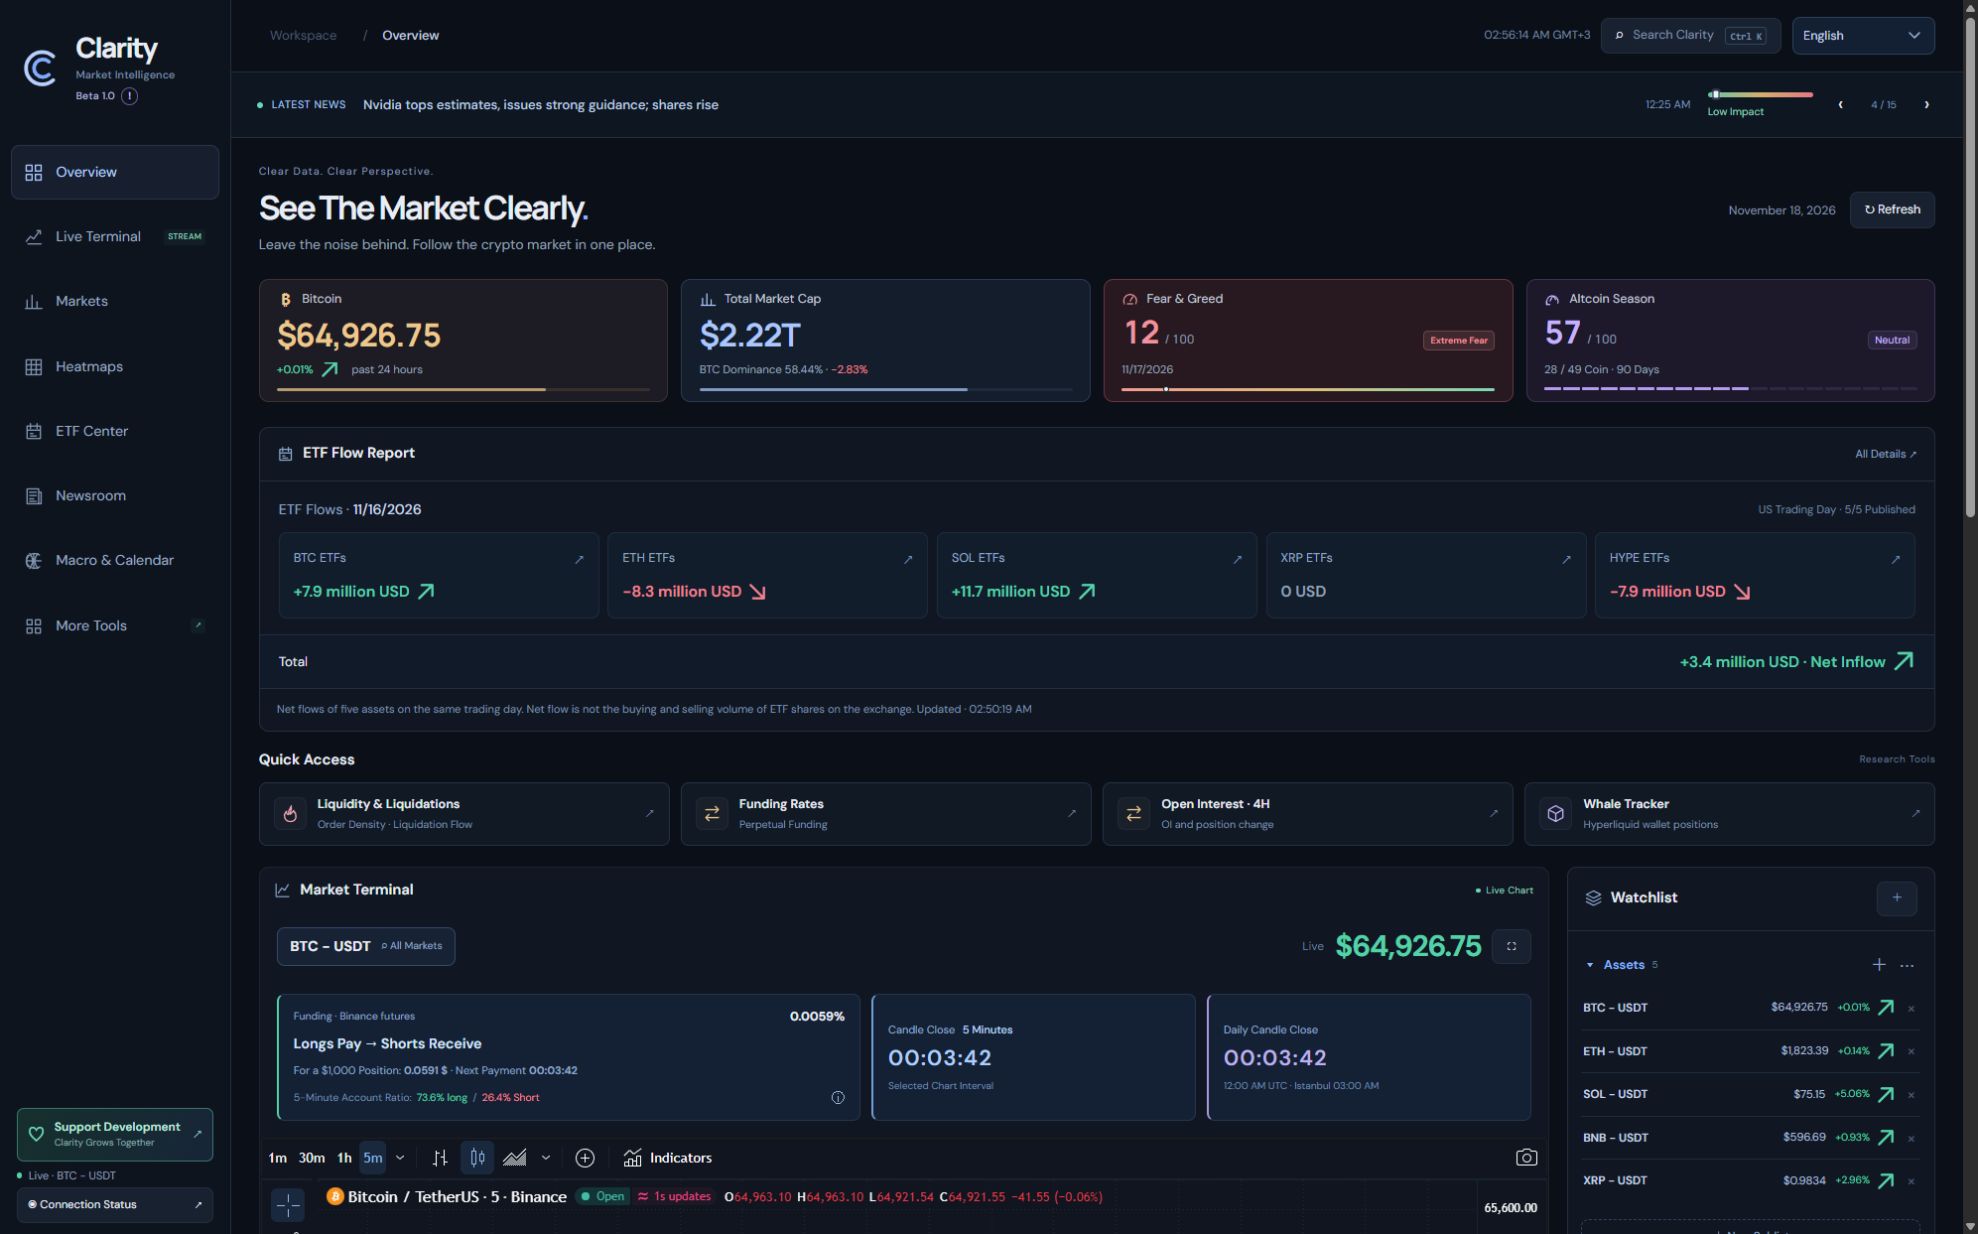 Clarity
Market Intelligence
Beta 1.0 !
Overview
Live Terminal STREAM
Markets
Heatmaps
ETF Center
Newsroom
Macro & Calendar
More Tools
Support Development
Clarity Grows Together
Live · BTC - USDT
Connection Status
Workspace / Overview
02:56:14 AM GMT+3
Search Clarity Ctrl K
English
LATEST NEWS Nvidia tops estimates, issues strong guidance; shares rise
12:25 AM
Low Impact
4 / 15
Clear Data. Clear Perspective.
See The Market Clearly.
Leave the noise behind. Follow the crypto market in one place.
November 18, 2026
Refresh
Bitcoin
$64,926.75
+0.01% past 24 hours
Total Market Cap
$2.22T
BTC Dominance 58.44% · -2.83%
Fear & Greed
12 / 100
Extreme Fear
11/17/2026
Altcoin Season
57 / 100
Neutral
28 / 49 Coin · 90 Days
ETF Flow Report
All Details
ETF Flows · 11/16/2026
US Trading Day · 5/5 Published
BTC ETFs
+7.9 million USD
ETH ETFs
-8.3 million USD
SOL ETFs
+11.7 million USD
XRP ETFs
0 USD
HYPE ETFs
-7.9 million USD
Total
+3.4 million USD · Net Inflow
Net flows of five assets on the same trading day. Net flow is not the buying and selling volume of ETF shares on the exchange. Updated · 02:50:19 AM
Quick Access
Research Tools
Liquidity & Liquidations
Order Density · Liquidation Flow
Funding Rates
Perpetual Funding
Open Interest · 4H
OI and position change
Whale Tracker
Hyperliquid wallet positions
Market Terminal
Live Chart
BTC - USDT All Markets
Live $64,926.75
Funding · Binance futures
0.0059%
Longs Pay → Shorts Receive
For a $1,000 Position: 0.0591 $ · Next Payment 00:03:42
5-Minute Account Ratio: 73.6% long / 26.4% Short
Candle Close 5 Minutes
00:03:42
Selected Chart Interval
Daily Candle Close
00:03:42
12:00 AM UTC · Istanbul 03:00 AM
1m 30m 1h 5m
Indicators
Bitcoin / TetherUS · 5 · Binance Open 1s updates O64,963.10 H64,963.10 L64,921.54 C64,921.55 -41.55 (-0.06%)
65,600.00
Watchlist
Assets 5
BTC - USDT $64,926.75 +0.01%
ETH - USDT $1,823.39 +0.14%
SOL - USDT $75.15 +5.06%
BNB - USDT $596.69 +0.93%
XRP - USDT $0.9834 +2.96%